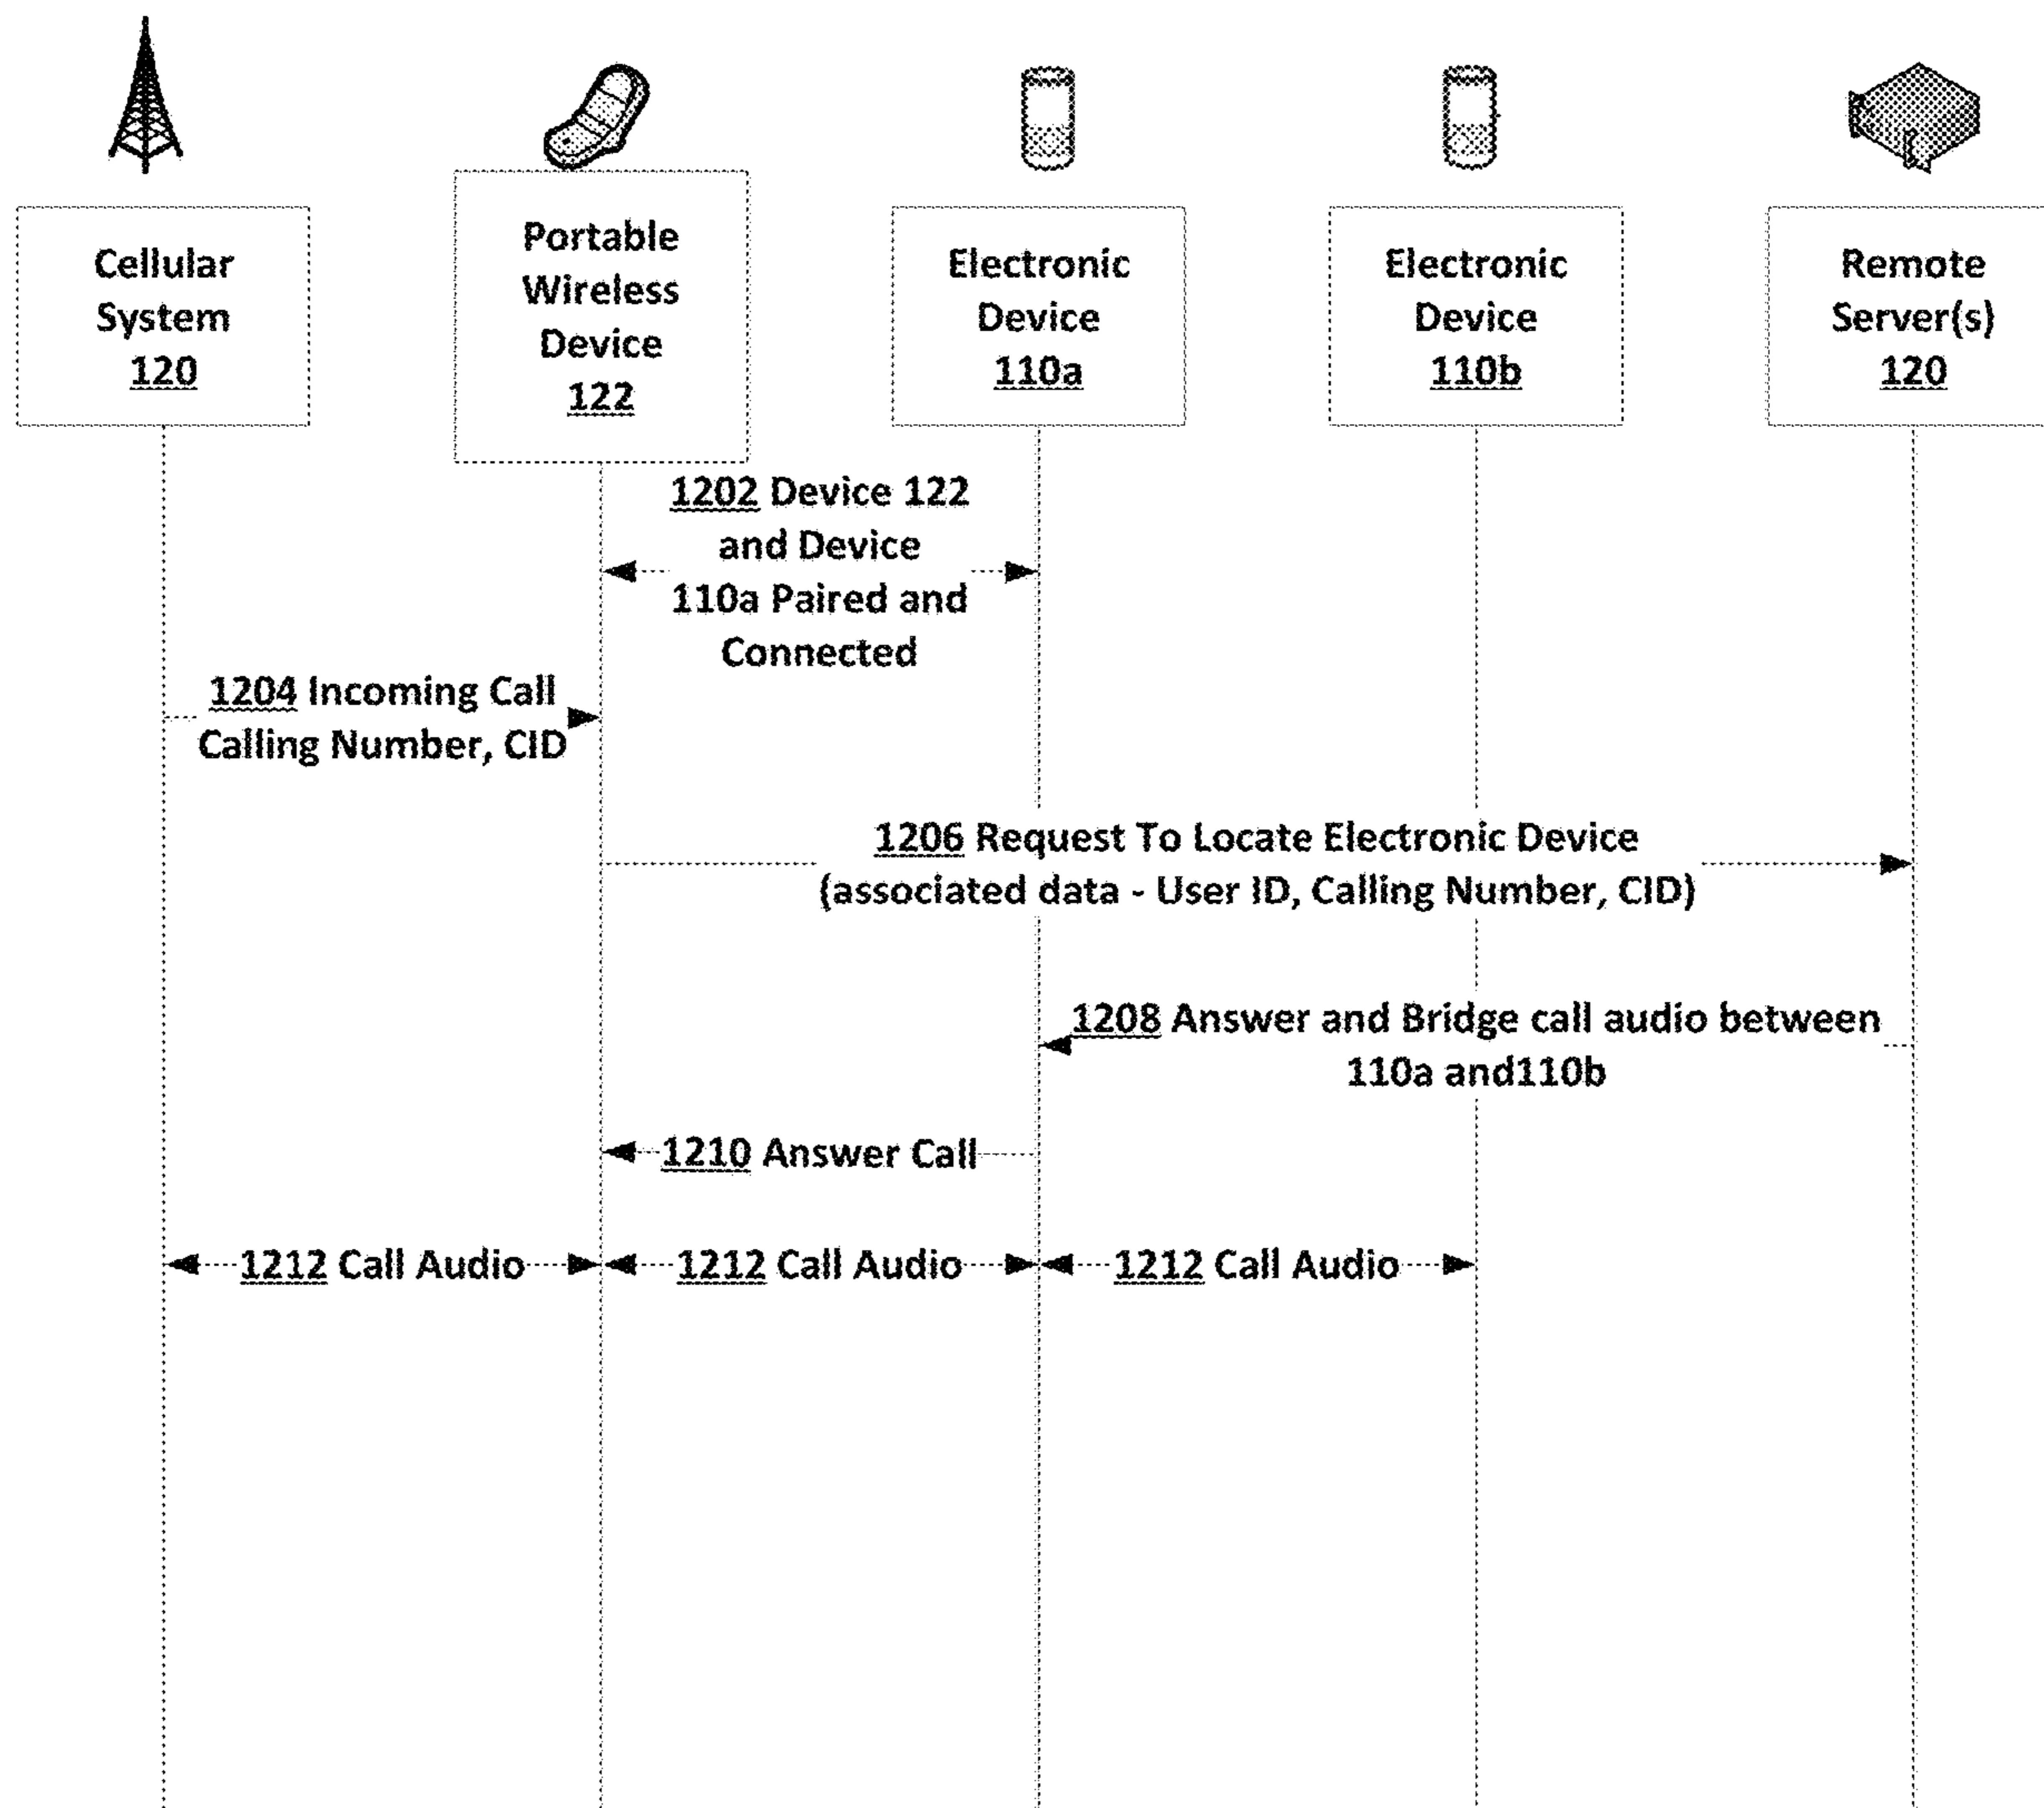 Cellular
System
120
Portable
Wireless
Device
122
Electronic
Device
110a
Electronic
Device
110b
Remote
Server(s)
120
1202 Device 122
and Device
110a Paired and
Connected
1204 Incoming Call
Calling Number, CID
1206 Request To Locate Electronic Device
(associated data - User ID, Calling Number, CID)
1208 Answer and Bridge call audio between
110a and110b
1210 Answer Call
1212 Call Audio
1212 Call Audio
1212 Call Audio